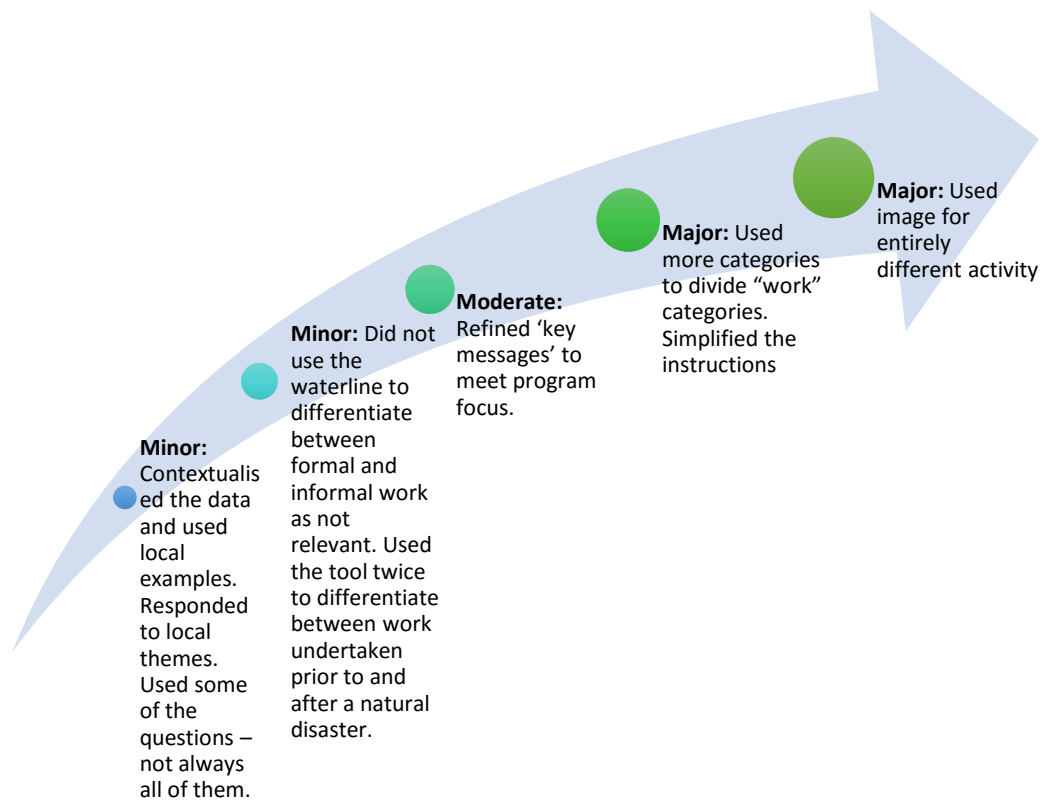 Minor:
Contextualis
ed the data
and used
local
examples.
Responded
to local
themes.
Used some
of the
questions –
not always
all of them.
Minor: Did not
use the
waterline to
differentiate
between
formal and
informal work
as not
relevant. Used
the tool twice
to differentiate
between work
undertaken
prior to and
after a natural
disaster.
Moderate:
Refined ‘key
messages’ to
meet program
focus.
Major: Used
more categories
to divide “work”
categories.
Simplified the
instructions
Major: Used
image for
entirely
different activity